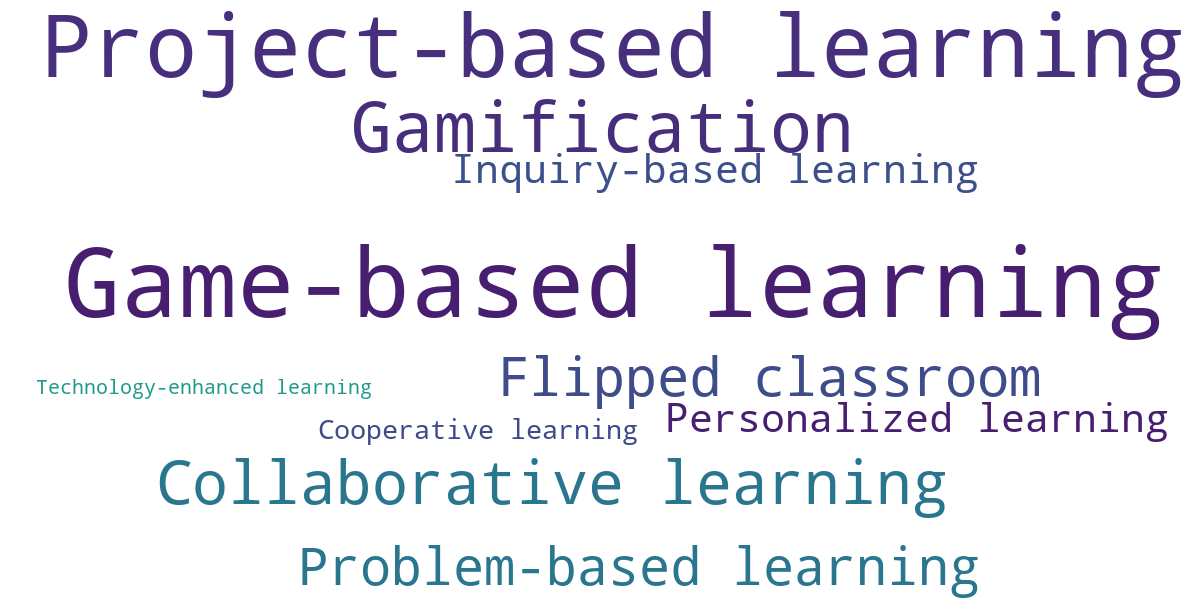 Project-based learning
Gamification
Inquiry-based learning
Game-based learning
Flipped classroom
Technology-enhanced learning
Personalized learning
Cooperative learning
Collaborative learning
Problem-based learning